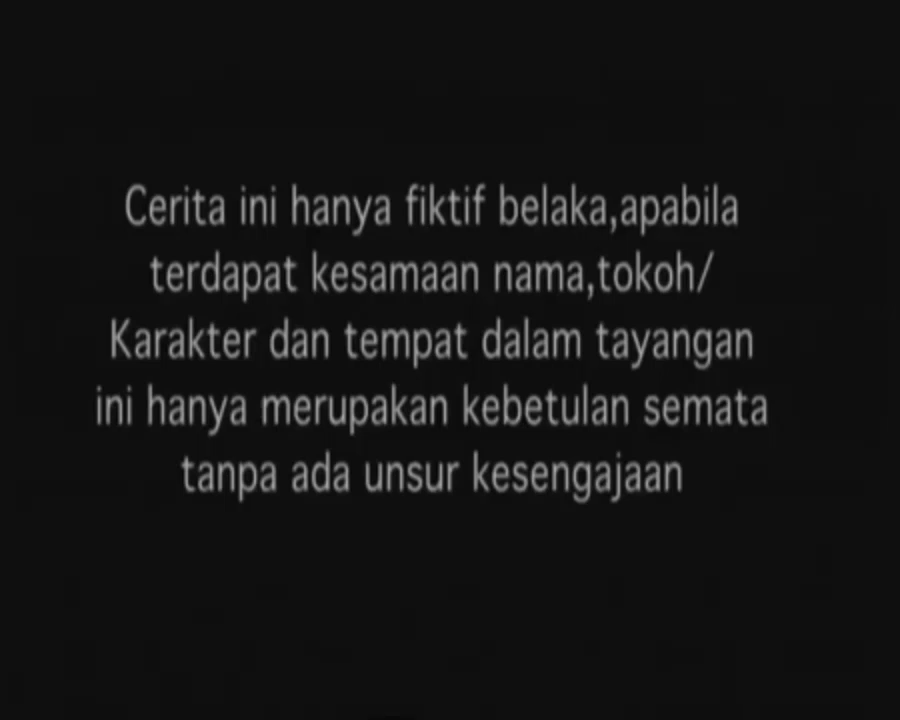 Cerita ini hanya fiktif belaka,apabila
terdapat kesamaan nama,tokoh/
Karakter dan tempat dalam tayangan
ini hanya merupakan kebetulan semata
tanpa ada unsur kesengajaan